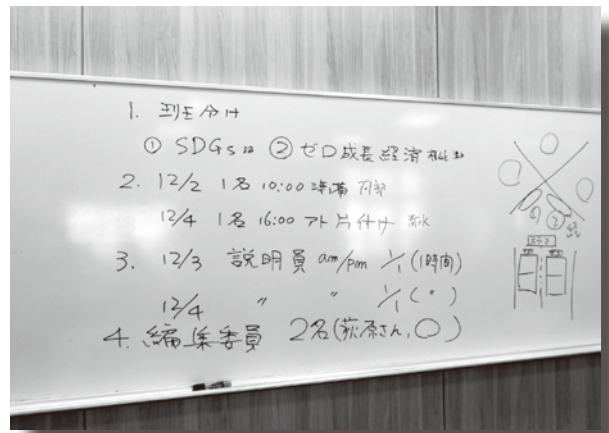 1. 班分け
① SDGs ② ゼロ成長経済
2. 12/2 1名 10:00 準備
12/4 1名 16:00 アト片付け
3. 12/3 説明員 am/pm 1/1 (1時間)
12/4 〃 〃 1/1 (〃)
4. 編集委員 2名(荻原さん, ○)
① ②